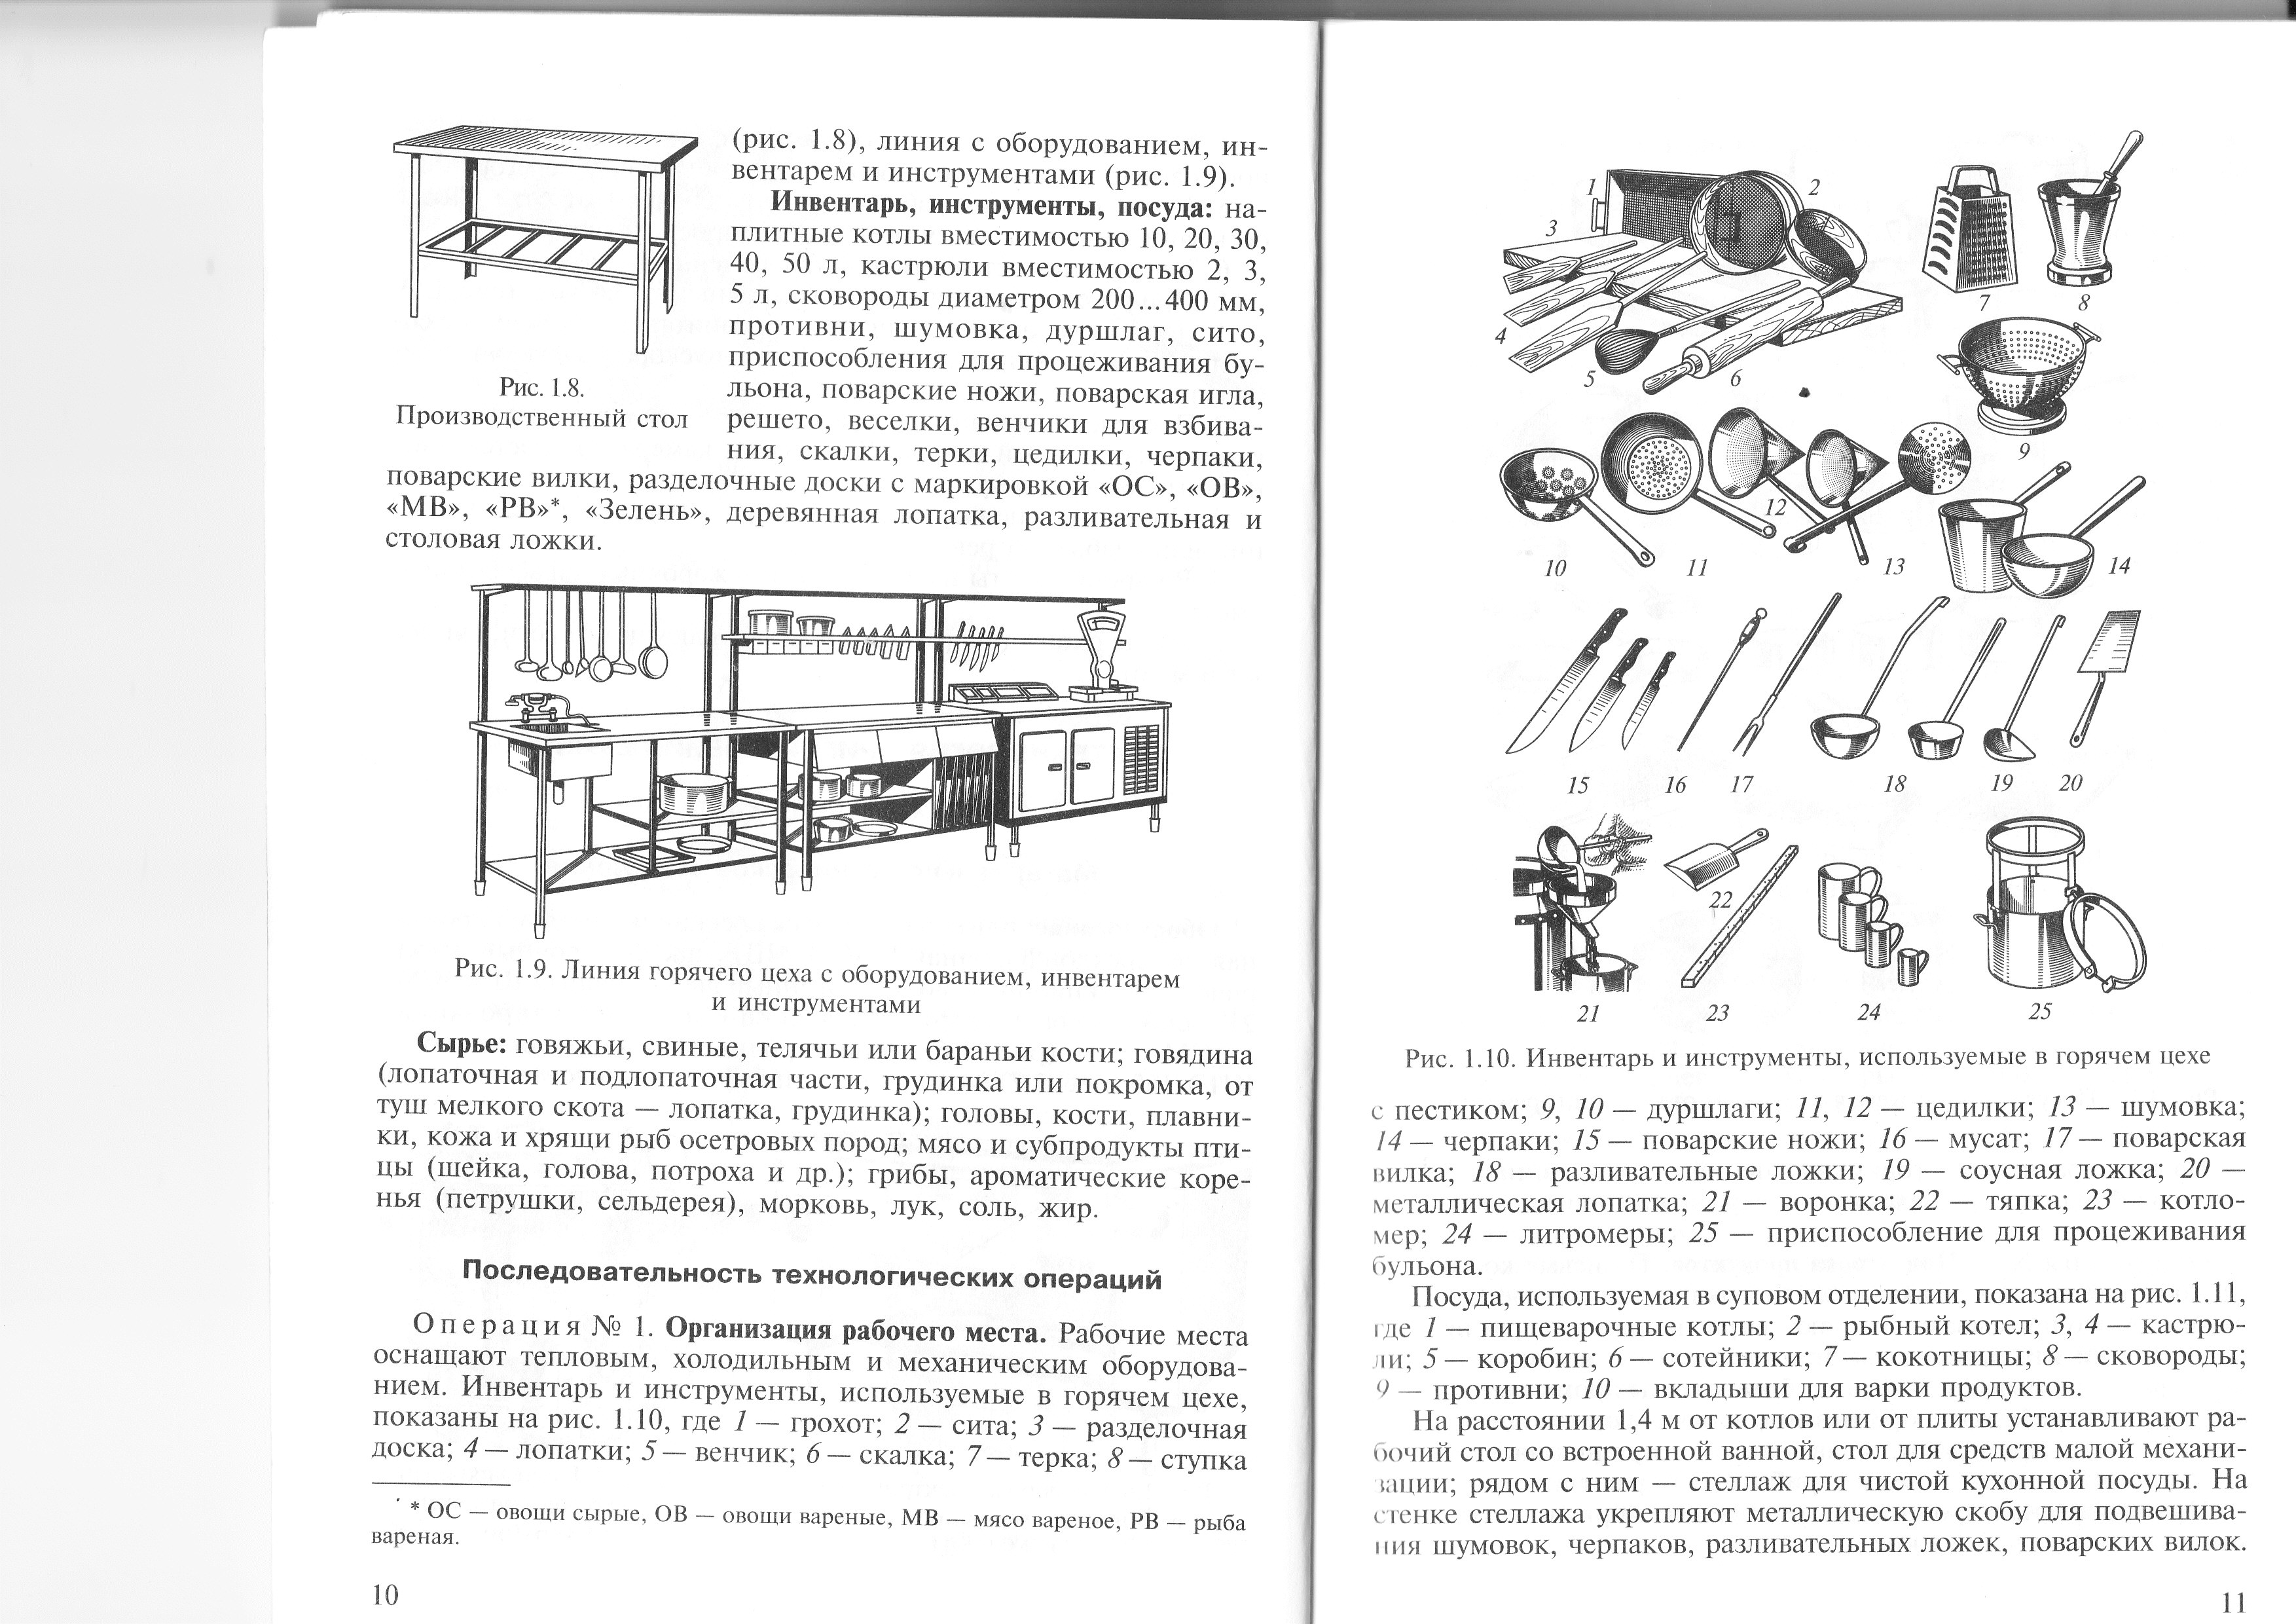 (рис. 1.8), линия с оборудованием, ин-
вентарем и инструментами (рис. 1.9).
Инвентарь, инструменты, посуда: на-
плитные котлы вместимостью 10, 20, 30,
40, 50 л, кастрюли вместимостью 2, 3,
5 л, сковороды диаметром 200...400 мм,
противни, шумовка, дуршлаг, сито,
приспособления для процеживания бу-
льона, поварские ножи, поварская игла,
решето, веселки, венчики для взбива-
ния, скалки, терки, цедилки, черпаки,
Рис. 1.8.
Производственный стол
поварские вилки, разделочные доски с маркировкой «ОС», «ОВ»,
«МВ», «РВ»*, «Зелень», деревянная лопатка, разливательная и
столовая ложки.
Рис. 1.9. Линия горячего цеха с оборудованием, инвентарем
и инструментами
Сырье: говяжьи, свиные, телячьи или бараньи кости; говядина
(лопаточная и подлопаточная части, грудинка или покромка, от
туш мелкого скота — лопатка, грудинка); головы, кости, плавни-
ки, кожа и хрящи рыб осетровых пород; мясо и субпродукты пти-
цы (шейка, голова, потроха и др.); грибы, ароматические коре-
нья (петрушки, сельдерея), морковь, лук, соль, жир.
Последовательность технологических операций
Операция № 1. Организация рабочего места. Рабочие места
оснащают тепловым, холодильным и механическим оборудова-
нием. Инвентарь и инструменты, используемые в горячем цехе,
показаны на рис. 1.10, где 1 — грохот; 2 — сита; 3 — разделочная
доска; 4 — лопатки; 5 — венчик; 6 — скалка; 7 — терка; 8 — ступка
* ОС — овощи сырые, ОВ — овощи вареные, МВ — мясо вареное, РВ — рыба
вареная.
10
1
2
3
4
5
6
7
8
9
10
11
12
13
14
15
16
17
18
19
20
21
22
23
24
25
Рис. 1.10. Инвентарь и инструменты, используемые в горячем цехе
с пестиком; 9, 10 — дуршлаги; 11, 12 — цедилки; 13 — шумовка;
14 — черпаки; 15 — поварские ножи; 16 — мусат; 17 — поварская
вилка; 18 — разливательные ложки; 19 — соусная ложка; 20 —
металлическая лопатка; 21 — воронка; 22 — тяпка; 23 — котло-
мер; 24 — литромеры; 25 — приспособление для процеживания
бульона.
Посуда, используемая в суповом отделении, показана на рис. 1.11,
где 1 — пищеварочные котлы; 2 — рыбный котел; 3, 4 — кастрю-
ли; 5 — коробин; 6 — сотейники; 7 — кокотницы; 8 — сковороды;
9 — противни; 10 — вкладыши для варки продуктов.
На расстоянии 1,4 м от котлов или от плиты устанавливают ра-
бочий стол со встроенной ванной, стол для средств малой механи-
зации; рядом с ним — стеллаж для чистой кухонной посуды. На
стенке стеллажа укрепляют металлическую скобу для подвешива-
ния шумовок, черпаков, разливательных ложек, поварских вилок.
11